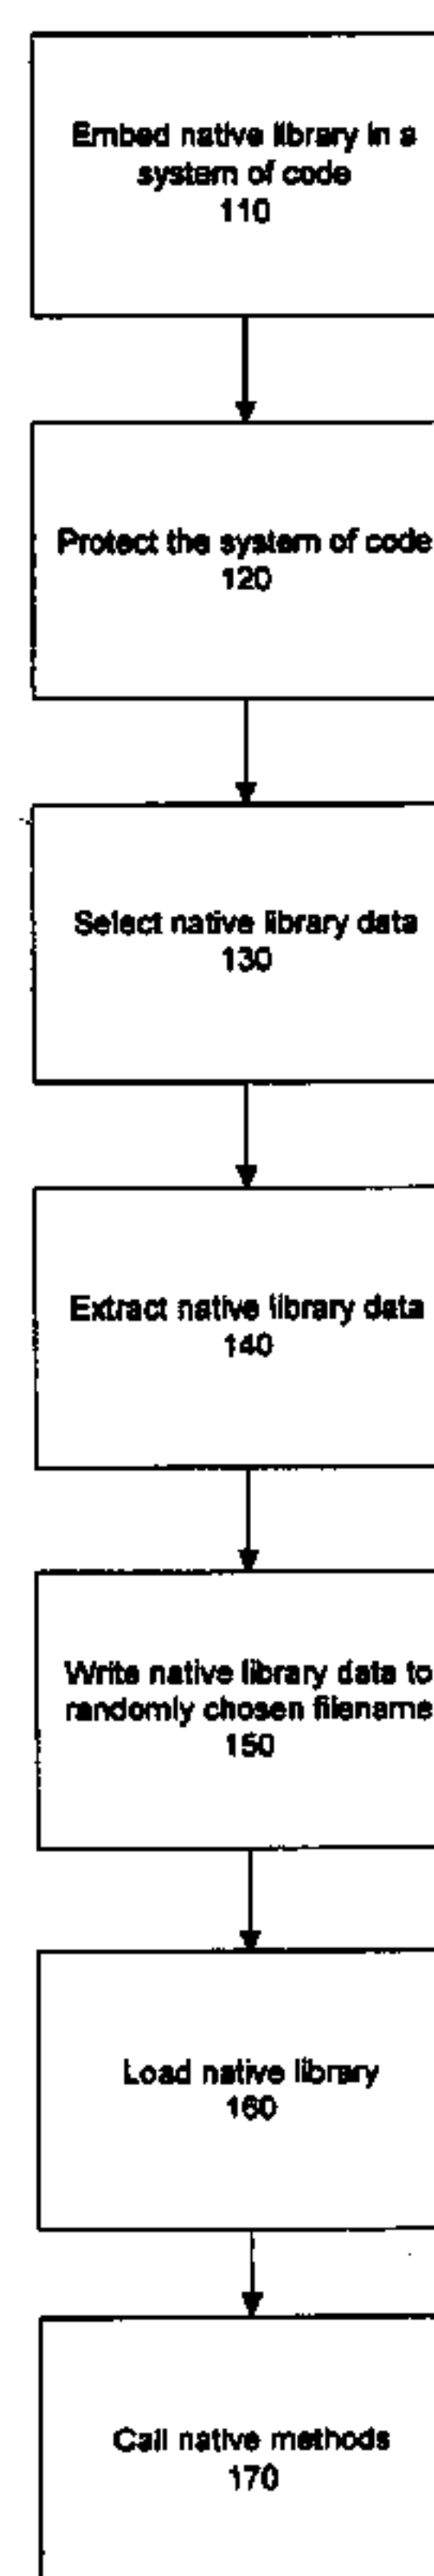 Embed native library in a
system of code
110
Protect the system of code
120
Select native library data
130
Extract native library data
140
Write native library data to
randomly chosen filename
150
Load native library
160
Call native methods
170